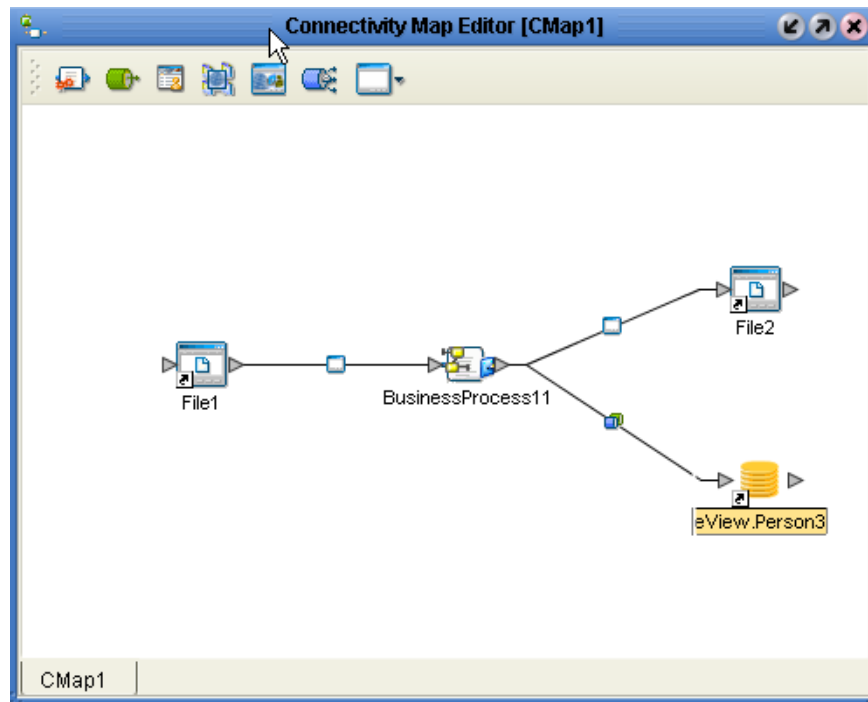 Connectivity Map Editor [CMap1]
File2
File1
BusinessProcess11
eView.Person3
CMap1